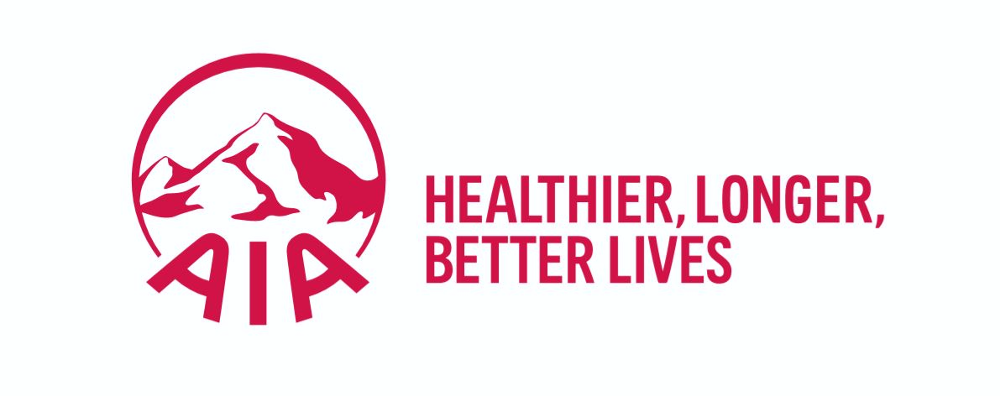 AIA
HEALTHIER, LONGER,
BETTER LIVES